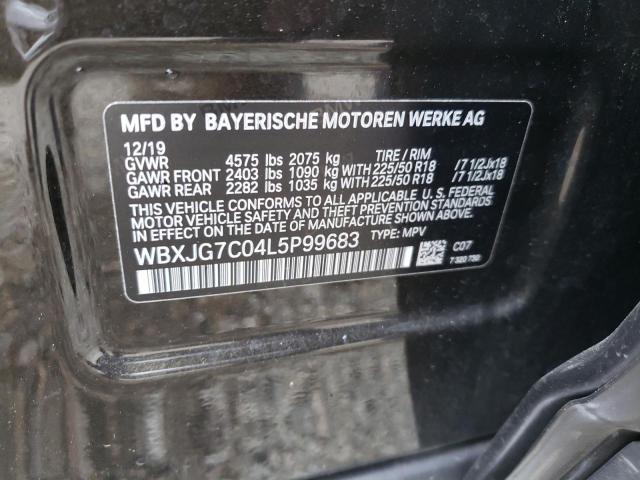 MFD BY BAYERISCHE MOTOREN WERKE AG
12/19
GVWR 4575 lbs 2075 kg TIRE / RIM
GAWR FRONT 2403 lbs 1090 kg WITH 225/50 R18 /7 1/2Jx18
GAWR REAR 2282 lbs 1035 kg WITH 225/50 R18 /7 1/2Jx18
THIS VEHICLE CONFORMS TO ALL APPLICABLE U. S. FEDERAL
MOTOR VEHICLE SAFETY AND THEFT PREVENTION STANDARDS
IN EFFECT ON THE DATE OF MANUFACTURE SHOWN ABOVE.
WBXJG7C04L5P99683 TYPE: MPV
C07
7 320 730